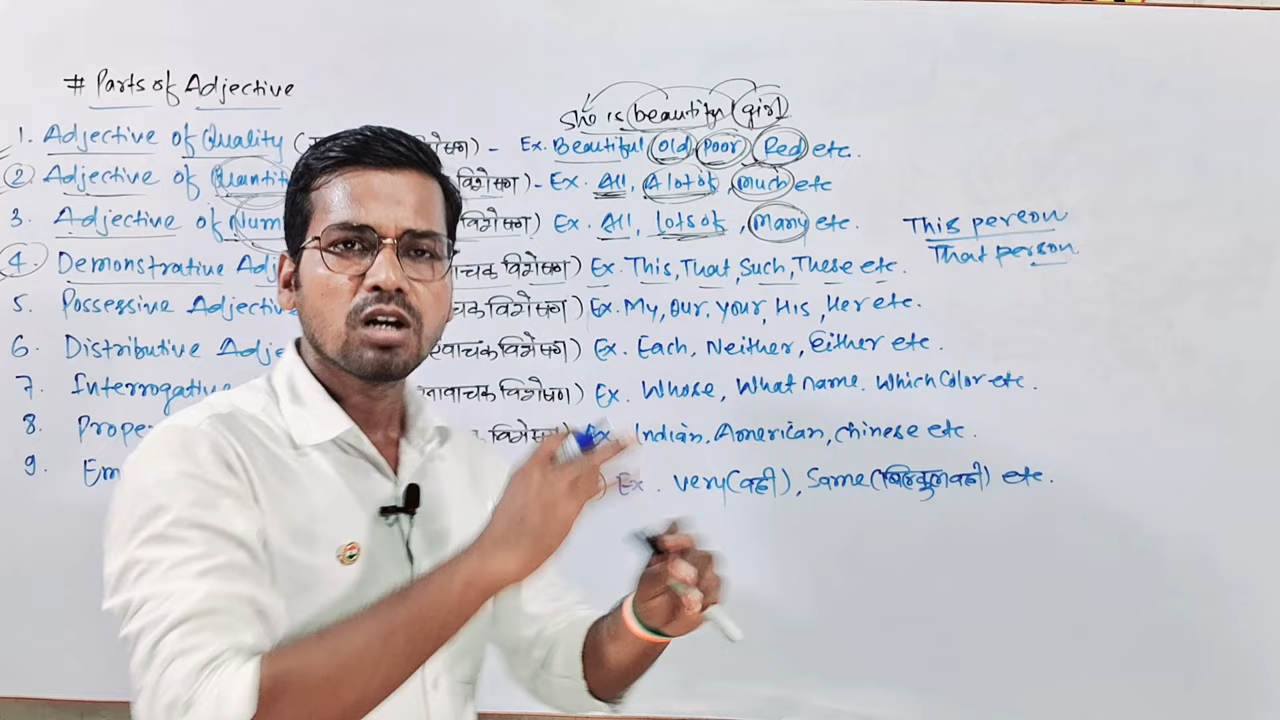 # Parts of Adjective
She is beautiful girl
1. Adjective of Quality ( विशेषण) - Ex. Beautiful, Old, Poor, Red etc.
2. Adjective of विशेषण) - Ex. All, A lot of, Much etc
3. Adjective of विशेषण) Ex. All, lots of, Many etc.
This person
That person
4. Demonstrative विशेषण) Ex. This, That, Such, These etc.
5. Possessive विशेषण) Ex. My, Our, Your, His, Her etc.
6. Distributive विशेषण) Ex. Each, Neither, Either etc.
7. Interrogative विशेषण) Ex. Whose, What name. Which Color etc.
8. विशेषण) Ex. Indian, American, Chinese etc.
9. Ex. very(वही), Same(बिल्कुल वही) etc.